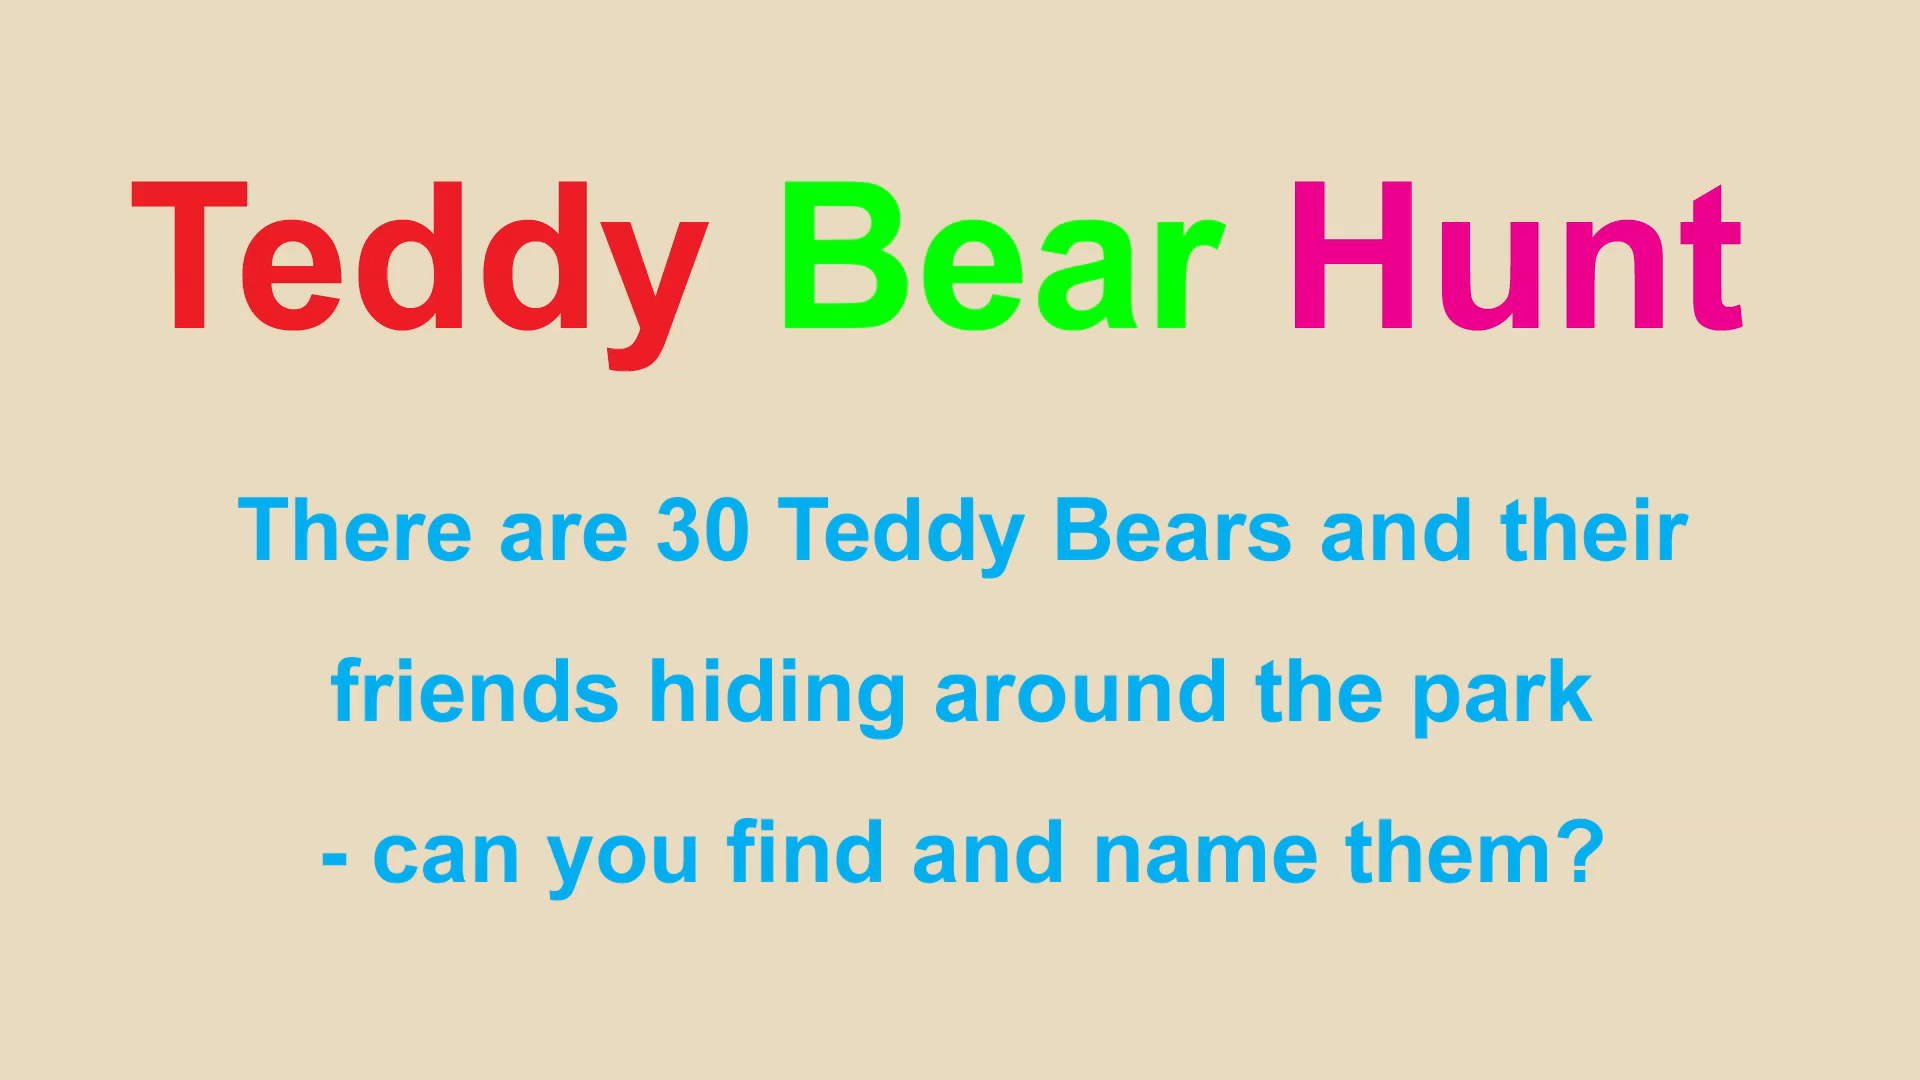 Teddy Bear Hunt
There are 30 Teddy Bears and their
friends hiding around the park
- can you find and name them?